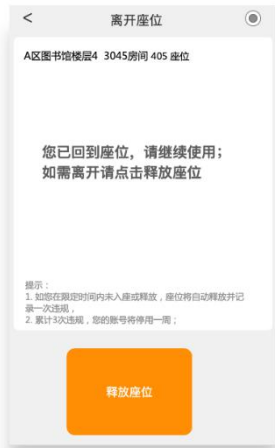 <
离开座位
A区图书馆楼层4 3045房间 40S 座位
您已回到座位，请继续使用；
如需离开请点击释放座位
提示：
1. 如您在限定时间内未入座或释放，座位将自动释放并记
录一次违规，
2. 累计3次违规，您的账号将停用一周；
释放座位